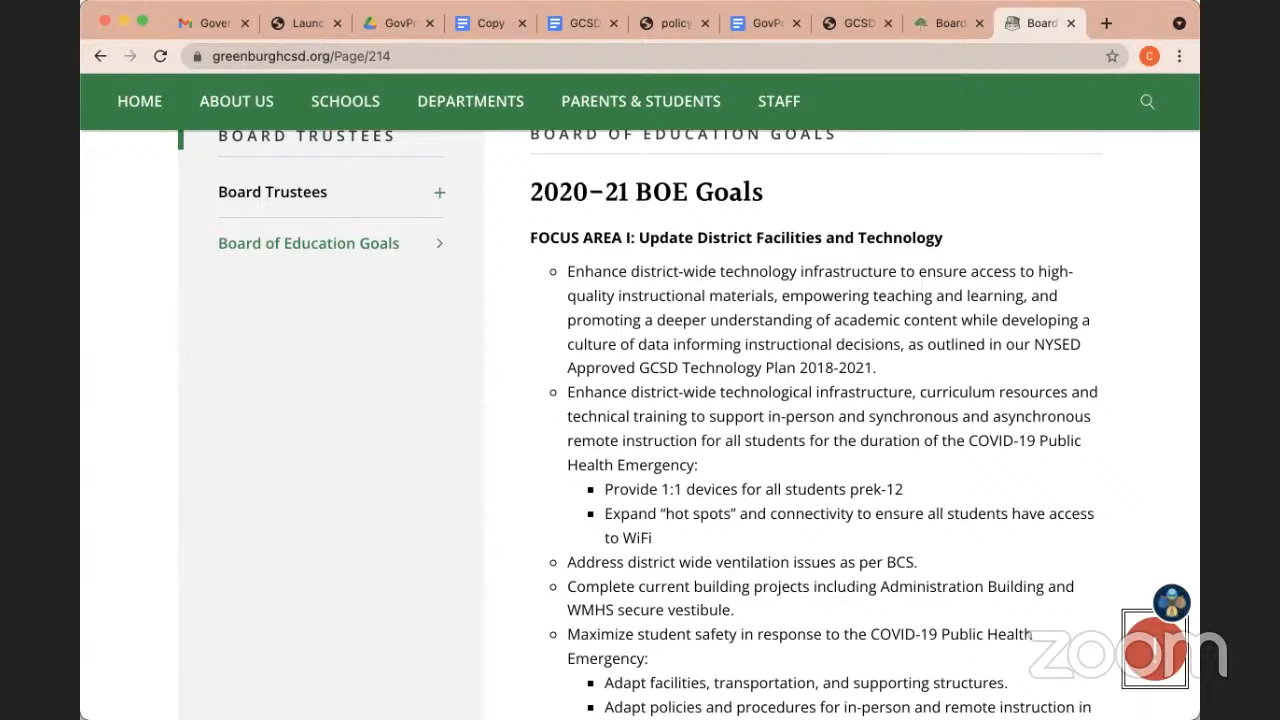 Gover
Launc
GovPo
Copy
GCSD
policy
GovPo
GCSD
Board
Board
greenburghcsd.org/Page/214
C
HOME
ABOUT US
SCHOOLS
DEPARTMENTS
PARENTS & STUDENTS
STAFF
BOARD TRUSTEES
Board Trustees
Board of Education Goals
BOARD OF EDUCATION GOALS
2020–21 BOE Goals
FOCUS AREA I: Update District Facilities and Technology
Enhance district-wide technology infrastructure to ensure access to high-
quality instructional materials, empowering teaching and learning, and
promoting a deeper understanding of academic content while developing a
culture of data informing instructional decisions, as outlined in our NYSED
Approved GCSD Technology Plan 2018-2021.
Enhance district-wide technological infrastructure, curriculum resources and
technical training to support in-person and synchronous and asynchronous
remote instruction for all students for the duration of the COVID-19 Public
Health Emergency:
Provide 1:1 devices for all students prek-12
Expand “hot spots” and connectivity to ensure all students have access
to WiFi
Address district wide ventilation issues as per BCS.
Complete current building projects including Administration Building and
WMHS secure vestibule.
Maximize student safety in response to the COVID-19 Public Health
Emergency:
Adapt facilities, transportation, and supporting structures.
Adapt policies and procedures for in-person and remote instruction in
zoom